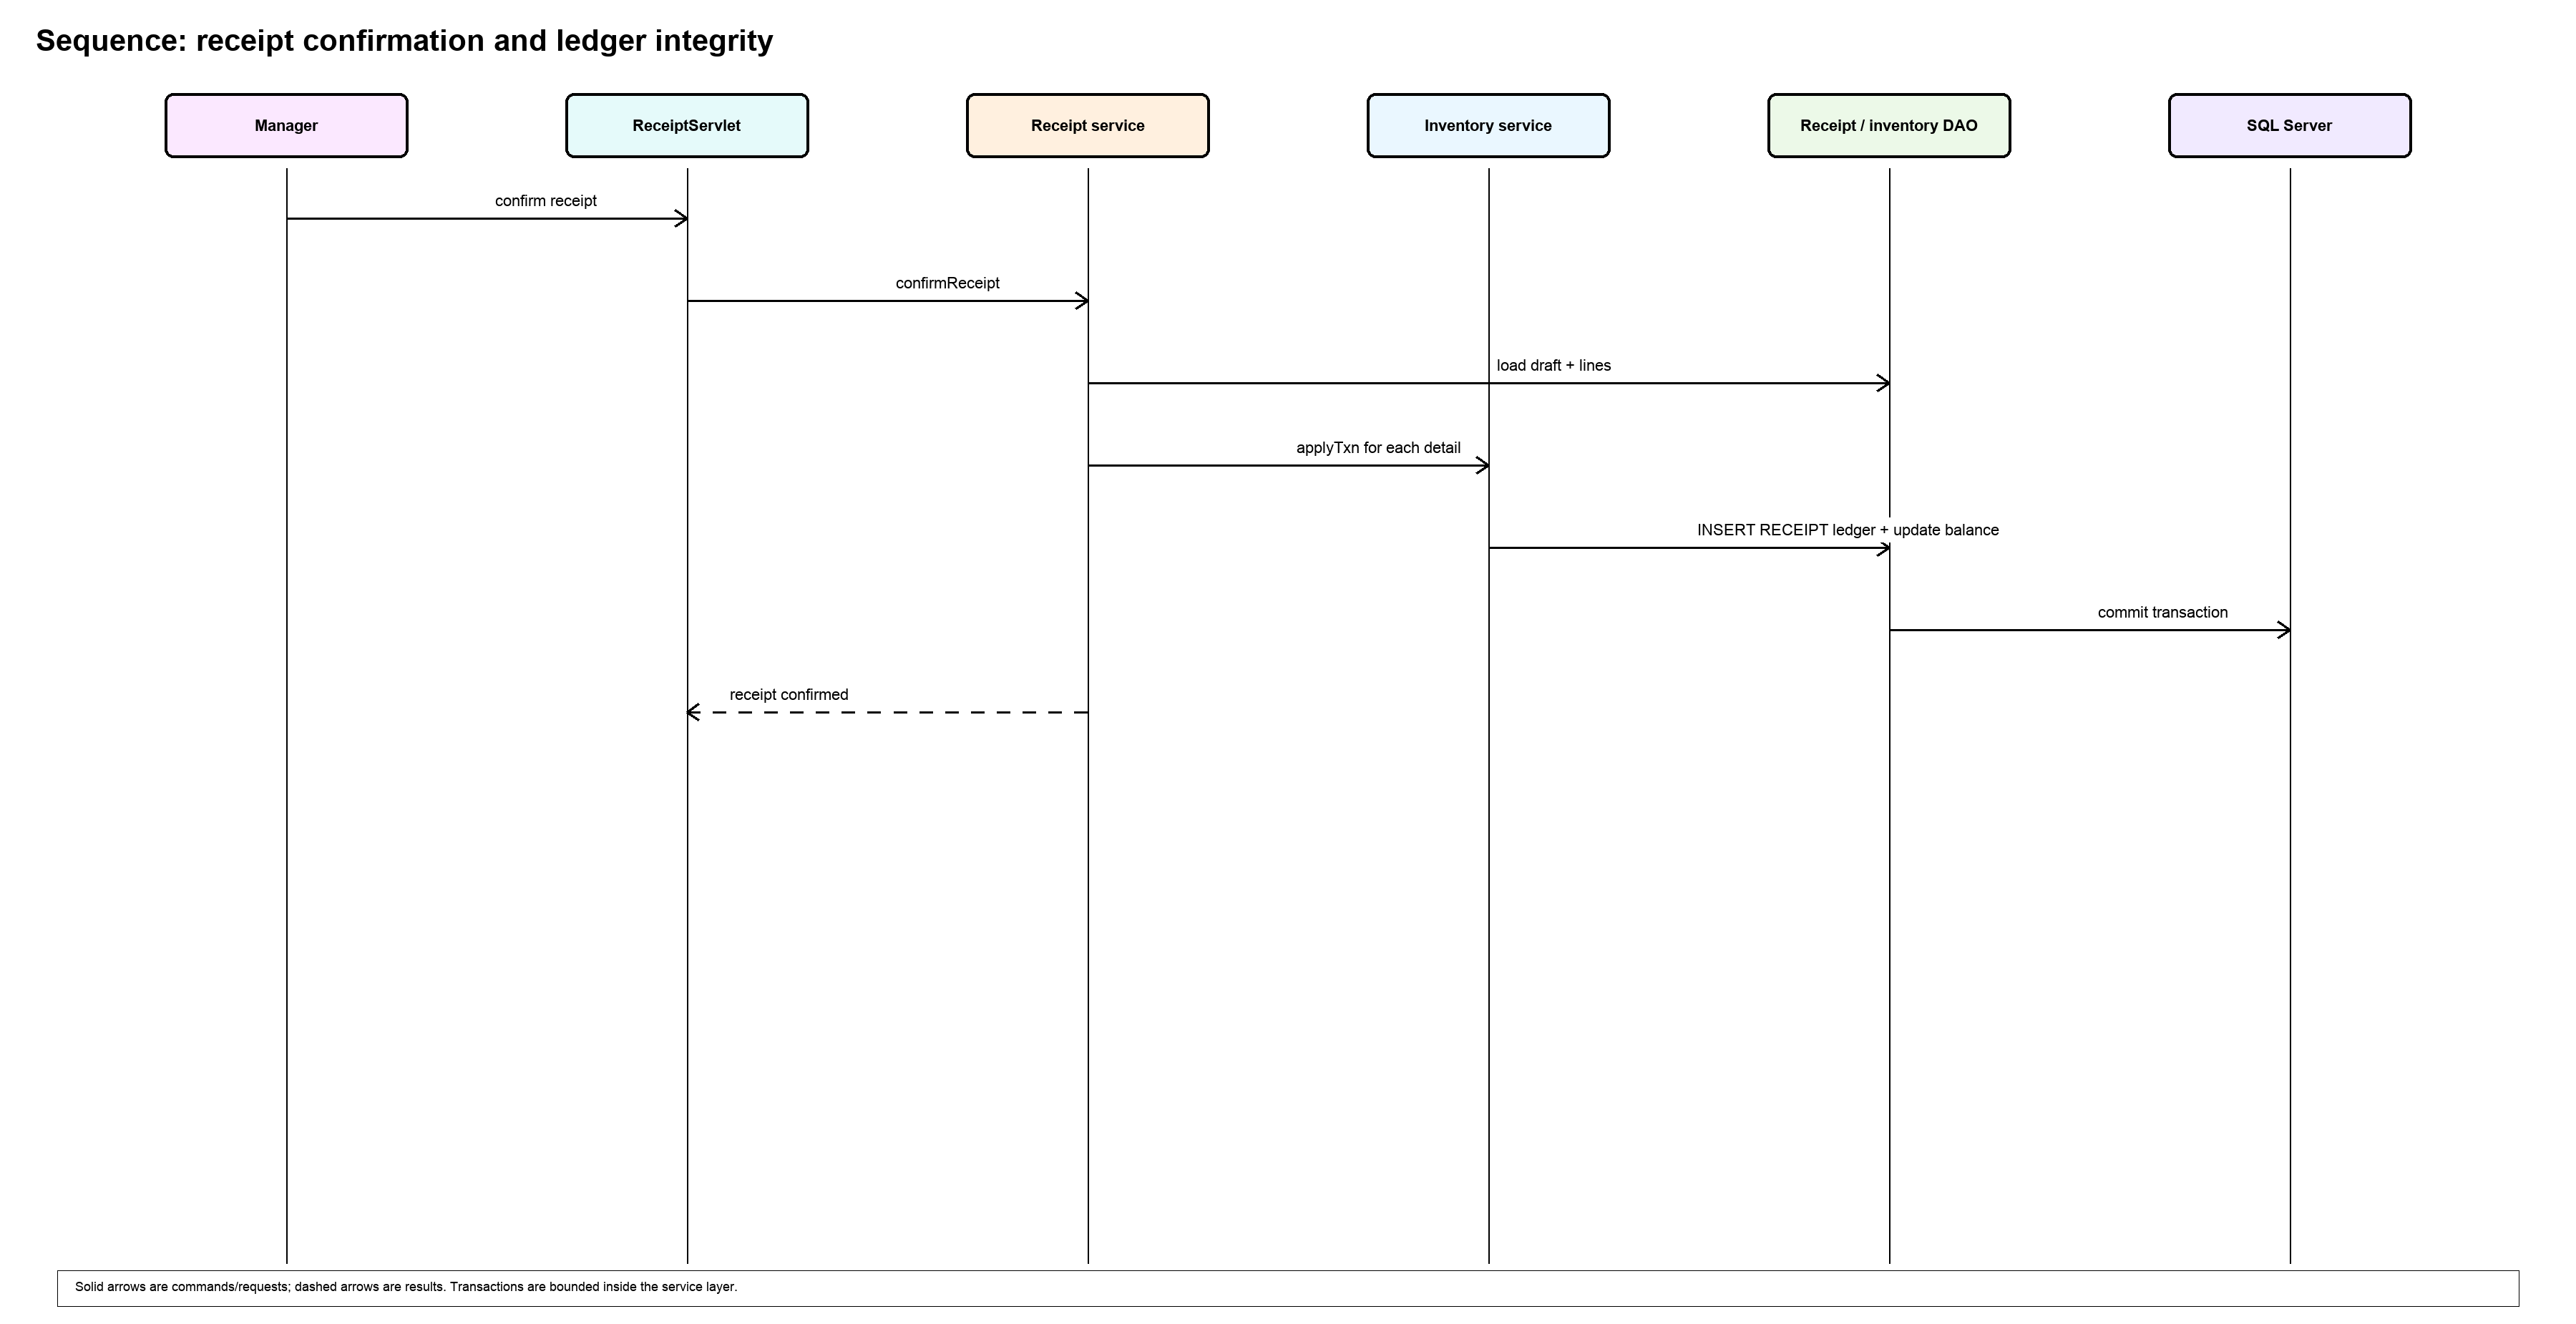 Sequence: receipt confirmation and ledger integrity
Manager
ReceiptServlet
Receipt service
Inventory service
Receipt / inventory DAO
SQL Server
confirm receipt
confirmReceipt
load draft + lines
applyTxn for each detail
INSERT RECEIPT ledger + update balance
commit transaction
receipt confirmed
Solid arrows are commands/requests; dashed arrows are results. Transactions are bounded inside the service layer.